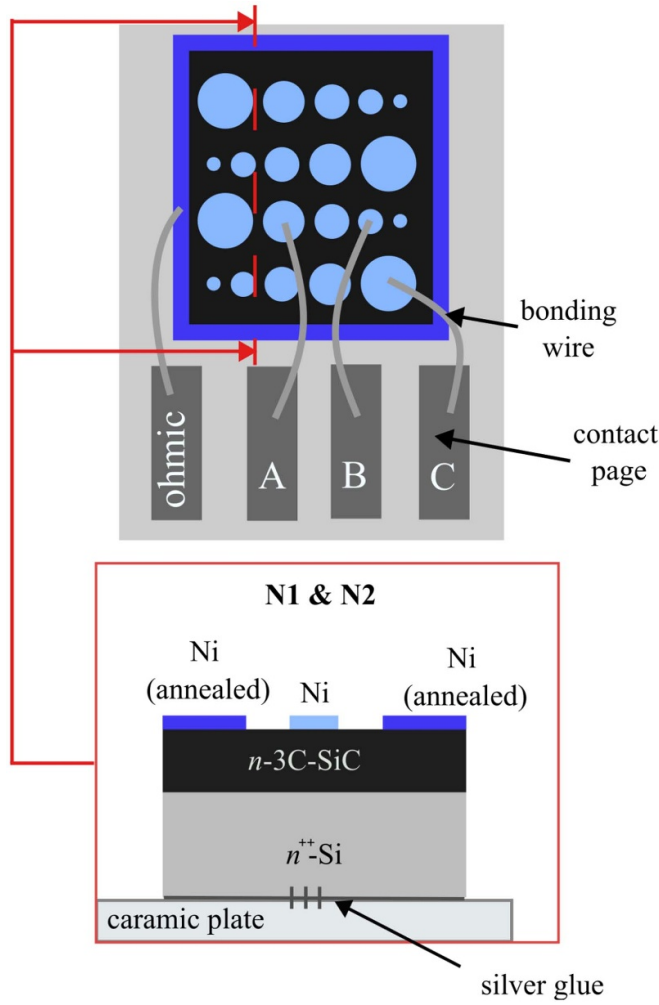 bonding
wire
contact
page
ohmic
A
B
C
N1 & N2
Ni
(annealed)
Ni
Ni
(annealed)
n-3C-SiC
n++-Si
caramic plate
silver glue